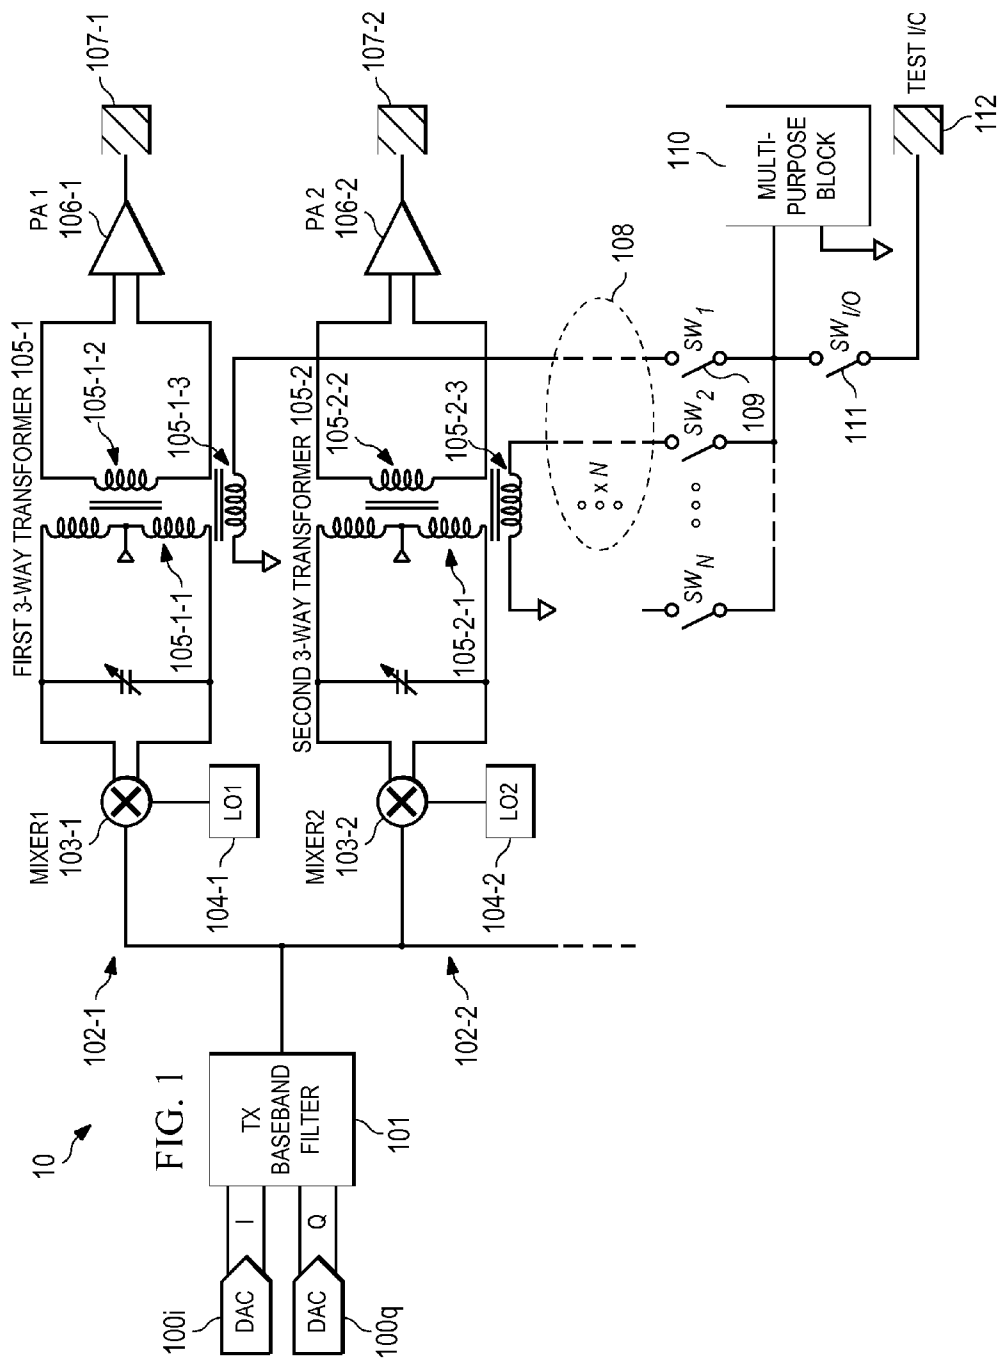 10
FIG. 1
100i
DAC
I
100q
DAC
Q
TX
BASEBAND
FILTER
101
102-1
102-2
MIXER1
103-1
LO1
104-1
FIRST 3-WAY TRANSFORMER 105-1
105-1-1
105-1-2
105-1-3
PA 1
106-1
107-1
MIXER2
103-2
LO2
104-2
SECOND 3-WAY TRANSFORMER 105-2
105-2-1
105-2-2
105-2-3
PA 2
106-2
107-2
x N
108
SW1
109
SW2
SWN
SWI/O
111
110
MULTI-
PURPOSE
BLOCK
TEST I/C
112